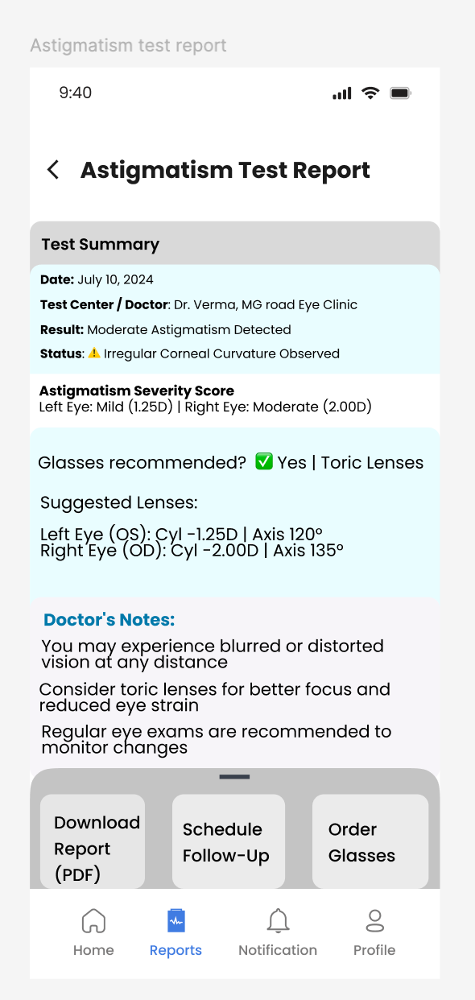 Astigmatism test report
9:40
Astigmatism Test Report
Test Summary
Date: July 10, 2024
Test Center / Doctor: Dr. Verma, MG road Eye Clinic
Result: Moderate Astigmatism Detected
Status: ⚠️ Irregular Corneal Curvature Observed
Astigmatism Severity Score
Left Eye: Mild (1.25D) | Right Eye: Moderate (2.00D)
Glasses recommended? ✅ Yes | Toric Lenses
Suggested Lenses:
Left Eye (OS): Cyl -1.25D | Axis 120°
Right Eye (OD): Cyl -2.00D | Axis 135°
Doctor's Notes:
You may experience blurred or distorted
vision at any distance
Consider toric lenses for better focus and
reduced eye strain
Regular eye exams are recommended to
monitor changes
Download
Report
(PDF)
Schedule
Follow-Up
Order
Glasses
Home
Reports
Notification
Profile